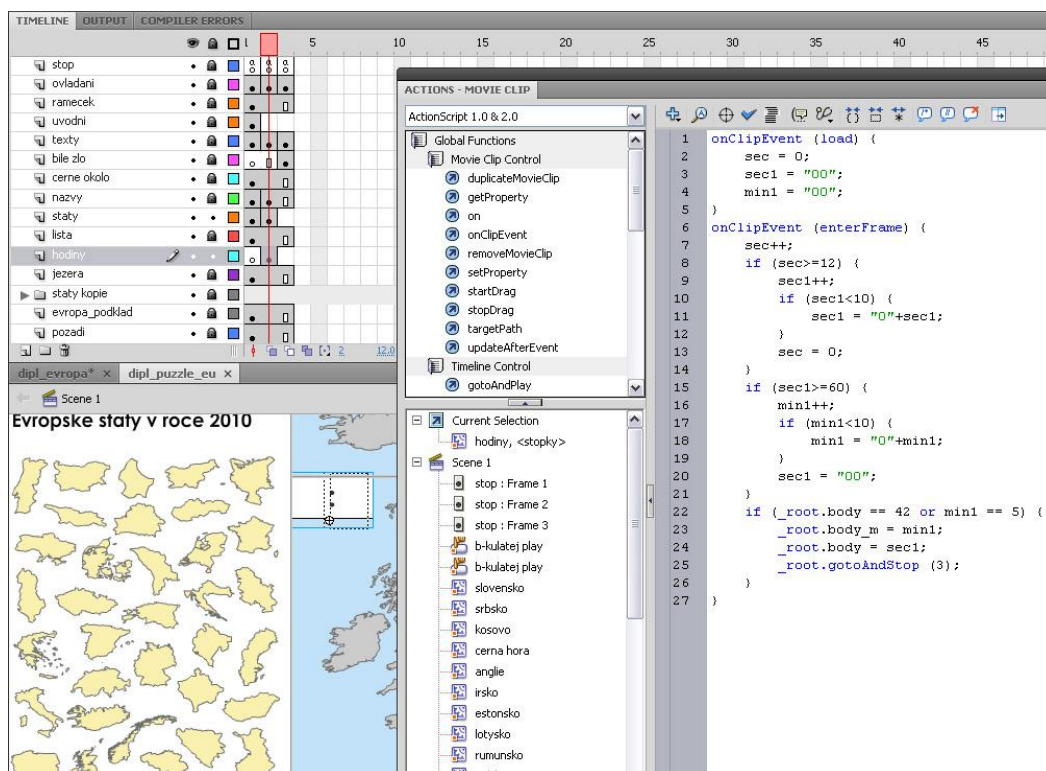 TIMELINE OUTPUT COMPILER ERRORS
1 5 10 15 20 25 30 35 40 45
stop
ovladani
ramecek
uvodni
texty
bile zlo
cerne okolo
nazvy
staty
lista
hodiny
jezera
staty kopie
evropa_podklad
pozadi
2 12.0
dipl_evropa* × dipl_puzzle_eu ×
Scene 1
Evropske staty v roce 2010
ACTIONS - MOVIE CLIP
ActionScript 1.0 & 2.0
Global Functions
Movie Clip Control
duplicateMovieClip
getProperty
on
onClipEvent
removeMovieClip
setProperty
startDrag
stopDrag
targetPath
updateAfterEvent
Timeline Control
gotoAndPlay
Current Selection
hodiny, <stopky>
Scene 1
stop : Frame 1
stop : Frame 2
stop : Frame 3
b-kulatej play
b-kulatej play
slovensko
srbsko
kosovo
cerna hora
anglie
irsko
estonsko
lotysko
rumunsko
1 onClipEvent (load) {
2 sec = 0;
3 sec1 = "00";
4 min1 = "00";
5 }
6 onClipEvent (enterFrame) {
7 sec++;
8 if (sec>=12) {
9 sec1++;
10 if (sec1<10) {
11 sec1 = "0"+sec1;
12 }
13 sec = 0;
14 }
15 if (sec1>=60) {
16 min1++;
17 if (min1<10) {
18 min1 = "0"+min1;
19 }
20 sec1 = "00";
21 }
22 if (_root.body == 42 or min1 == 5) {
23 _root.body_m = min1;
24 _root.body = sec1;
25 _root.gotoAndStop (3);
26 }
27 }